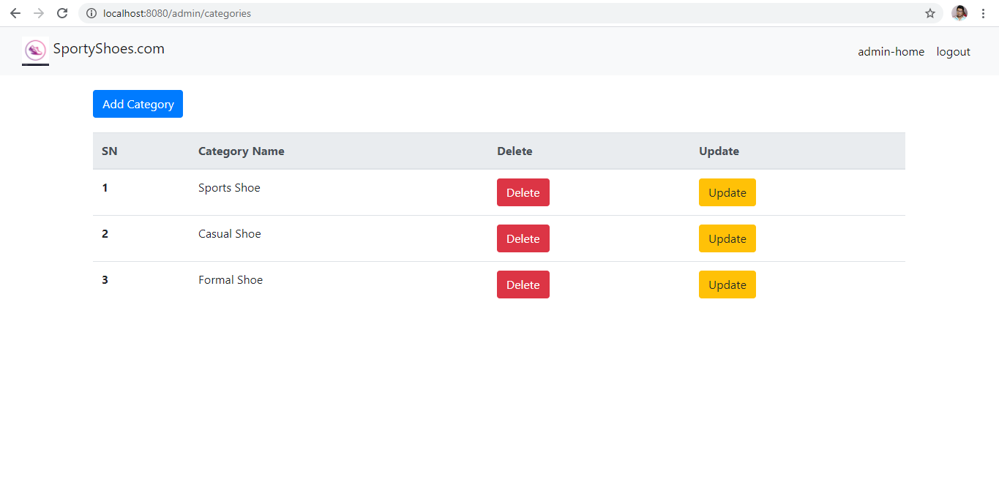 localhost:8080/admin/categories
SportyShoes.com
admin-home logout
Add Category
SN Category Name Delete Update
1 Sports Shoe Delete Update
2 Casual Shoe Delete Update
3 Formal Shoe Delete Update